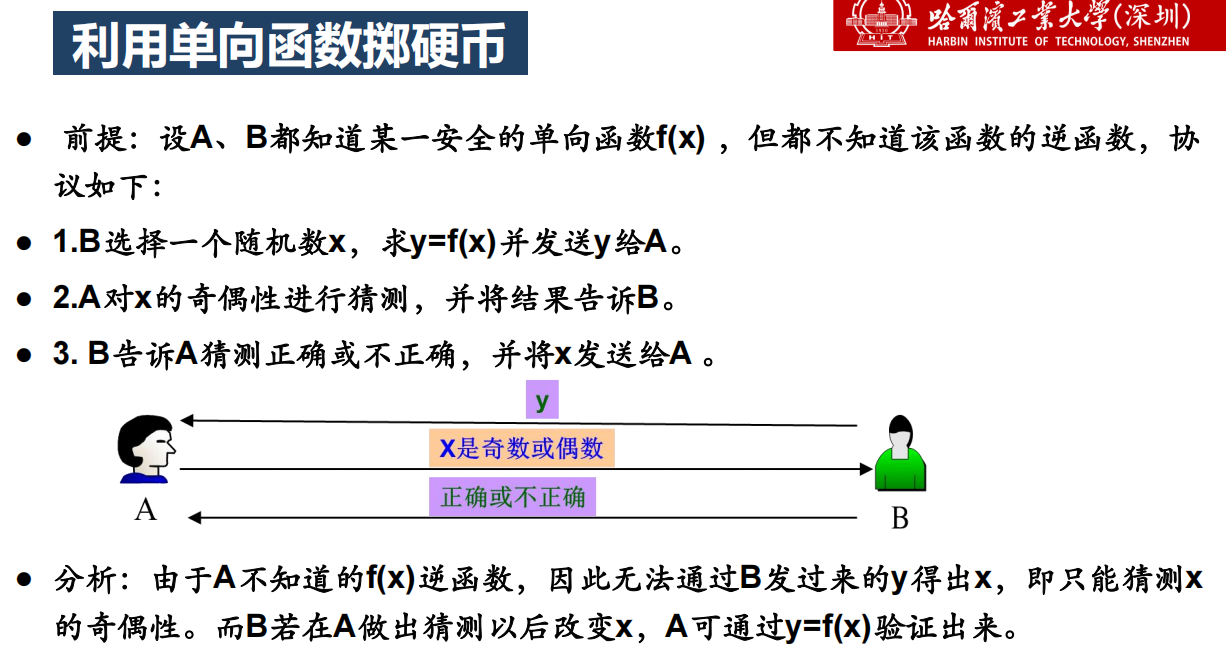 利用单向函数掷硬币
哈爾濱工業大學(深圳)
HARBIN INSTITUTE OF TECHNOLOGY, SHENZHEN
HIT
● 前提：设A、B都知道某一安全的单向函数f(x) ，但都不知道该函数的逆函数，协
议如下：
● 1.B选择一个随机数x，求y=f(x)并发送y给A。
● 2.A对x的奇偶性进行猜测，并将结果告诉B。
● 3. B告诉A猜测正确或不正确，并将x发送给A 。
y
X是奇数或偶数
正确或不正确
A
B
● 分析：由于A不知道的f(x)逆函数，因此无法通过B发过来的y得出x，即只能猜测x
的奇偶性。而B若在A做出猜测以后改变x，A可通过y=f(x)验证出来。